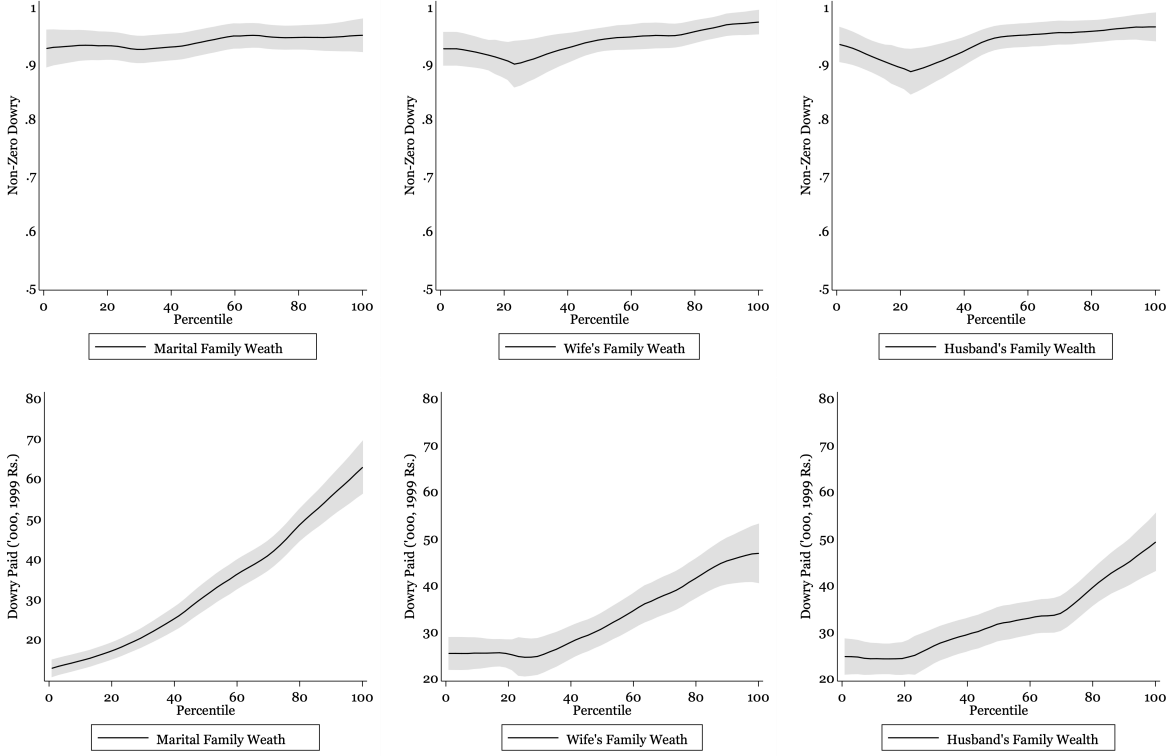 Non-Zero Dowry
1
.9
.8
.7
.6
.5
0 20 40 60 80 100
Percentile
Marital Family Weath
Non-Zero Dowry
1
.9
.8
.7
.6
.5
0 20 40 60 80 100
Percentile
Wife's Family Weath
Non-Zero Dowry
1
.9
.8
.7
.6
.5
0 20 40 60 80 100
Percentile
Husband's Family Wealth
Dowry Paid ('000, 1999 Rs.)
80
70
60
50
40
30
20
0 20 40 60 80 100
Percentile
Marital Family Weath
Dowry Paid ('000, 1999 Rs.)
80
70
60
50
40
30
20
0 20 40 60 80 100
Percentile
Wife's Family Weath
Dowry Paid ('000, 1999 Rs.)
80
70
60
50
40
30
20
0 20 40 60 80 100
Percentile
Husband's Family Wealth